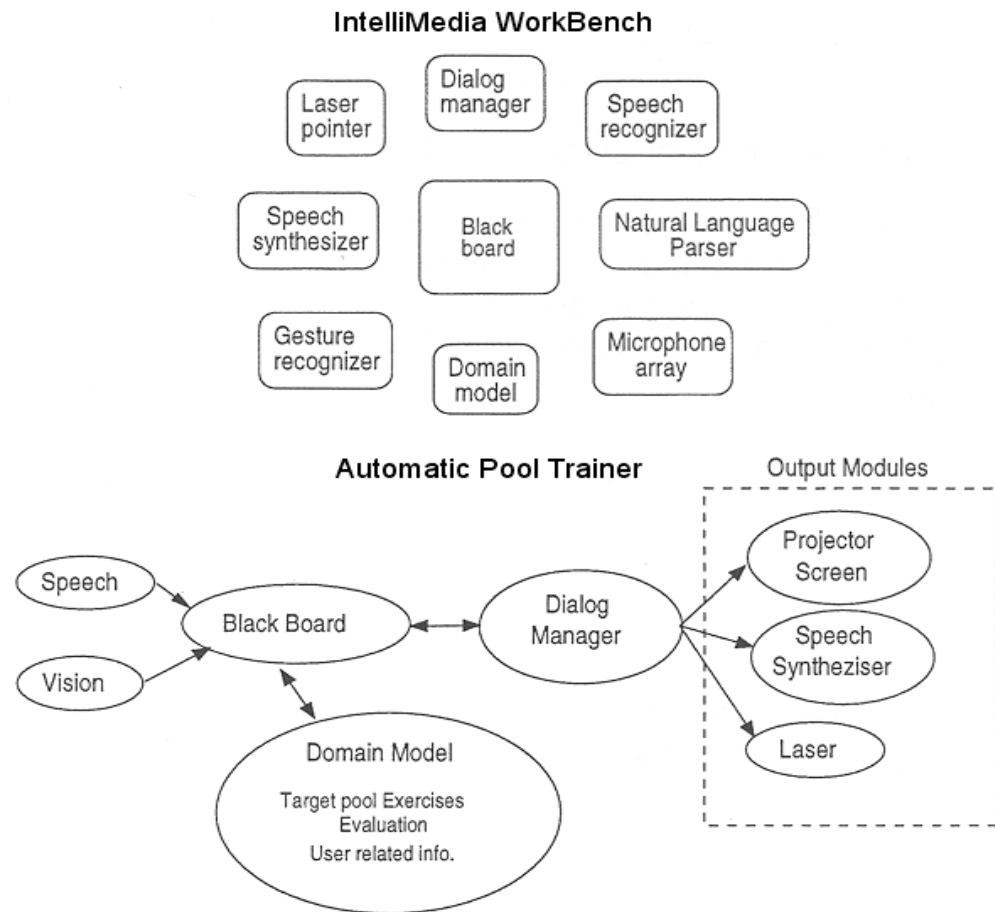 IntelliMedia WorkBench
Laser
pointer
Dialog
manager
Speech
recognizer
Speech
synthesizer
Black
board
Natural Language
Parser
Gesture
recognizer
Domain
model
Microphone
array
Automatic Pool Trainer
Output Modules
Speech
Vision
Black Board
Dialog
Manager
Projector
Screen
Speech
Syntheziser
Laser
Domain Model
Target pool Exercises
Evaluation
User related info.